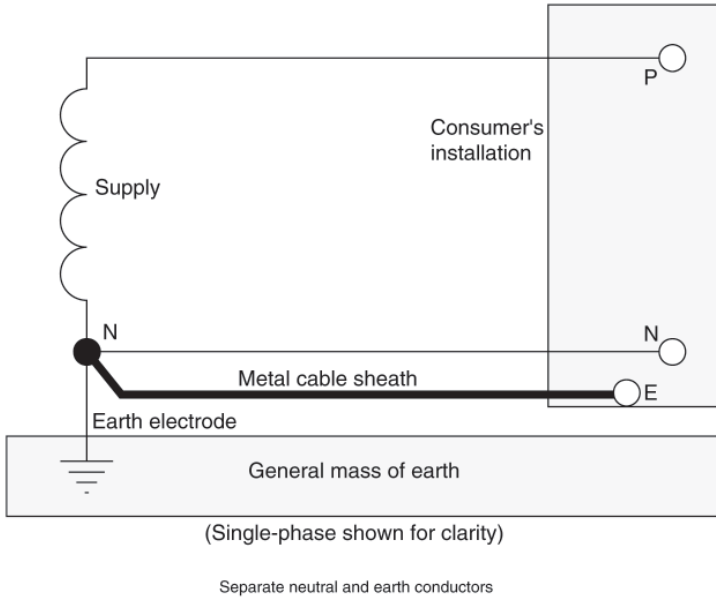 P
Consumer's
installation
Supply
N
N
Metal cable sheath
E
Earth electrode
General mass of earth
(Single-phase shown for clarity)
Separate neutral and earth conductors